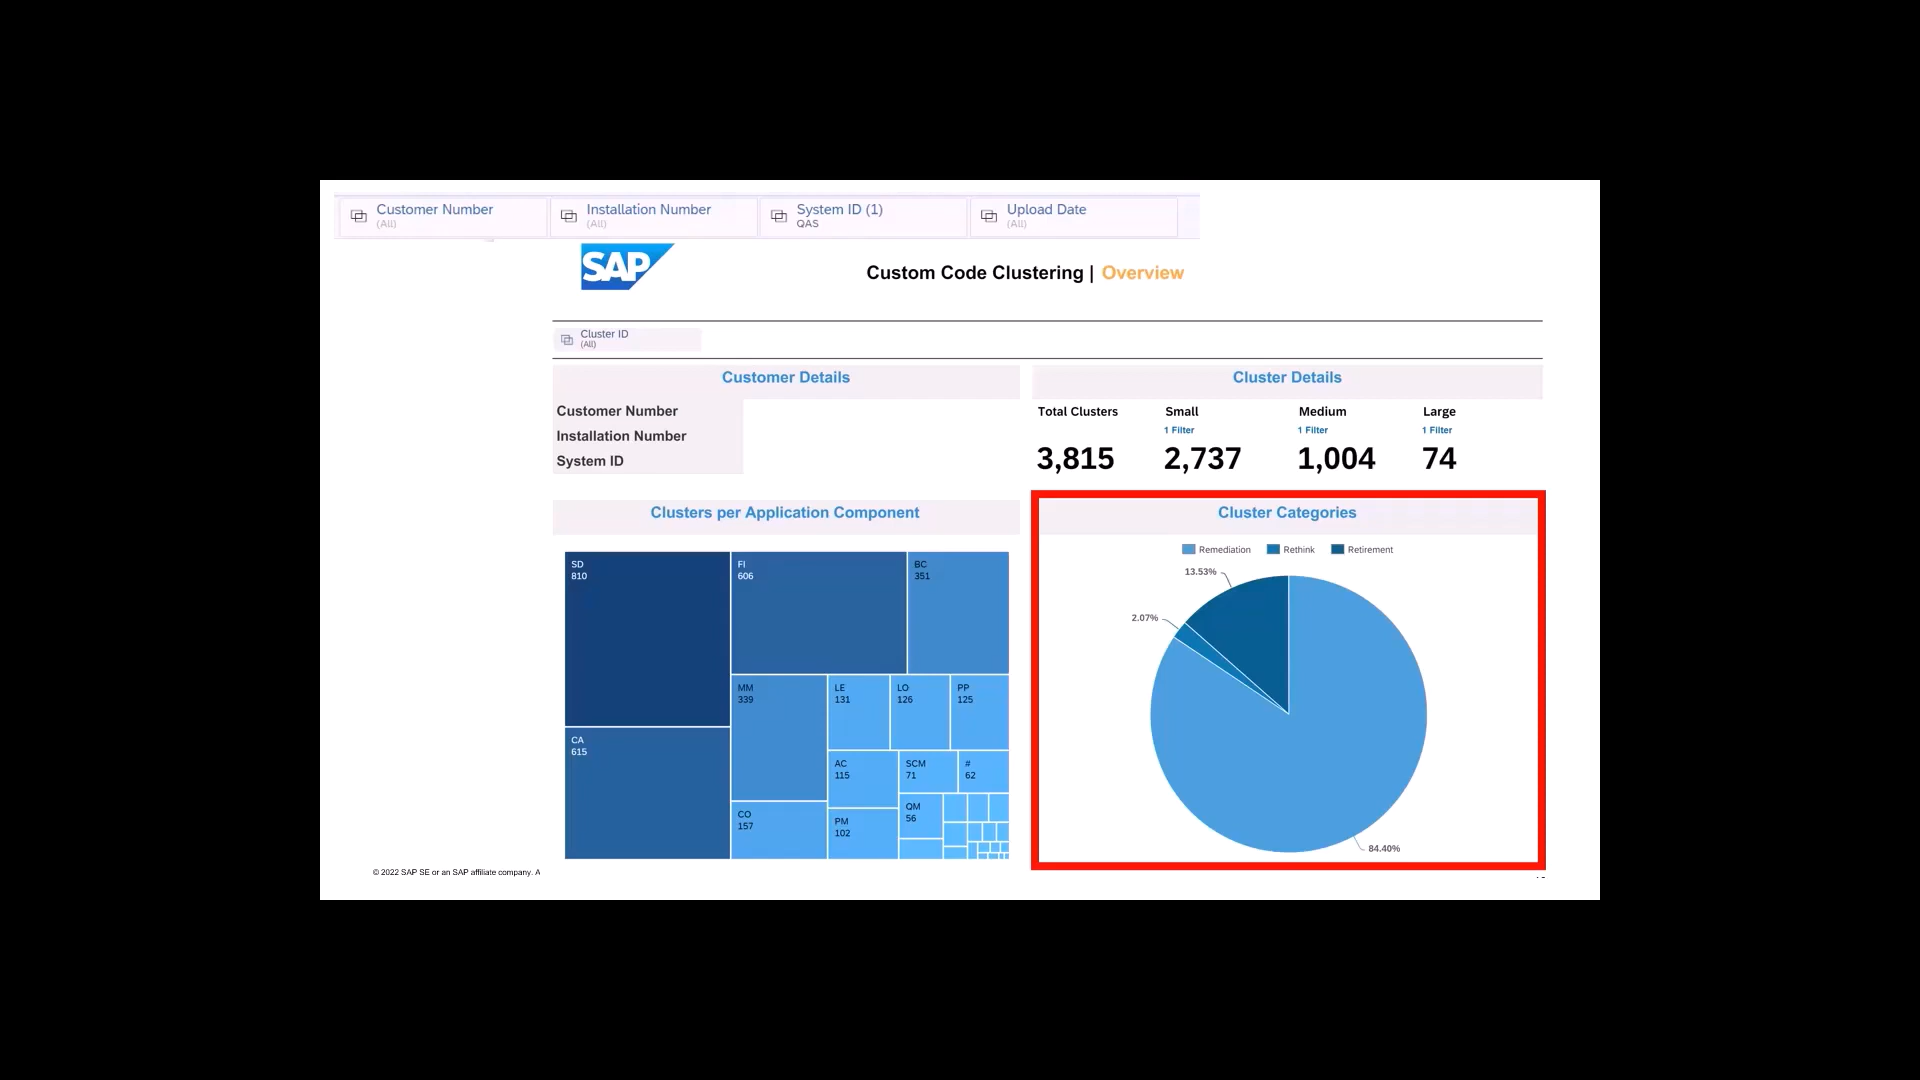 Customer Number
(All)
Installation Number
(All)
System ID (1)
QAS
Upload Date
(All)
SAP
Custom Code Clustering | Overview
Cluster ID
(All)
Customer Details
Customer Number
Installation Number
System ID
Cluster Details
Total Clusters
3,815
Small
1 Filter
2,737
Medium
1 Filter
1,004
Large
1 Filter
74
Clusters per Application Component
SD
810
FI
606
BC
351
CA
615
MM
339
LE
131
LO
126
PP
125
AC
115
SCM
71
#
62
CO
157
PM
102
QM
56
Cluster Categories
Remediation
Rethink
Retirement
13.53%
2.07%
84.40%
© 2022 SAP SE or an SAP affiliate company. A